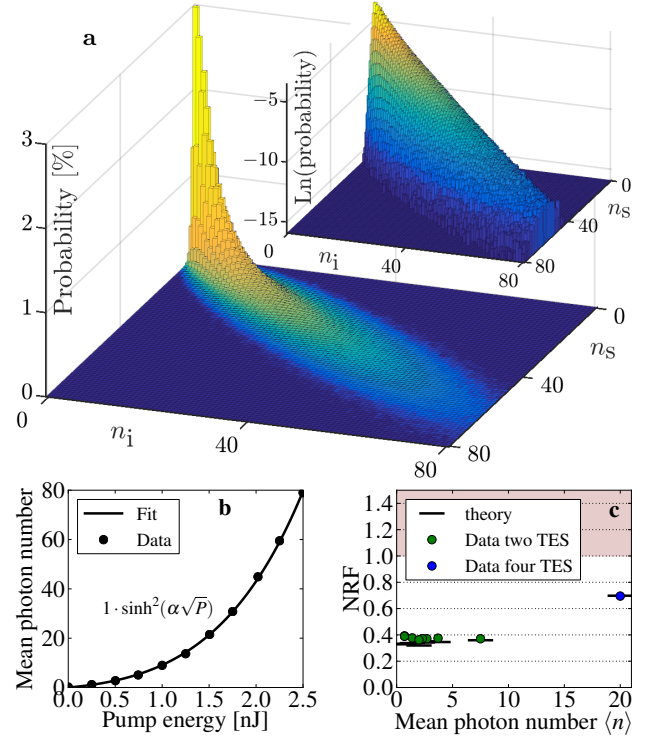 a
Probability [%]
3
2
1
0
0
40
80
n_i
0
40
80
n_s
Ln(probability)
−5
−10
−15
0
40
80
n_i
0
40
80
n_s
b
Mean photon number
80
60
40
20
0
Fit
Data
1·sinh²(α√P)
0.0 0.5 1.0 1.5 2.0 2.5
Pump energy [nJ]
c
NRF
1.4
1.2
1.0
0.8
0.6
0.4
0.2
0.0
theory
Data two TES
Data four TES
0 5 10 15 20
Mean photon number ⟨n⟩